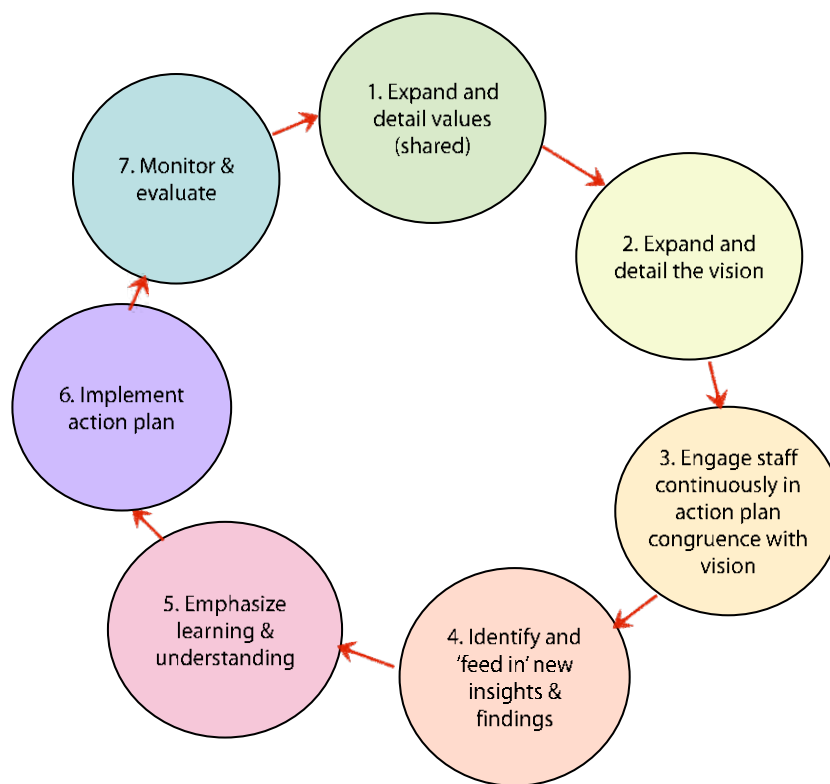 1. Expand and
detail values
(shared)
2. Expand and
detail the vision
3. Engage staff
continuously in
action plan
congruence with
vision
4. Identify and
‘feed in’ new
insights &
findings
5. Emphasize
learning &
understanding
6. Implement
action plan
7. Monitor &
evaluate